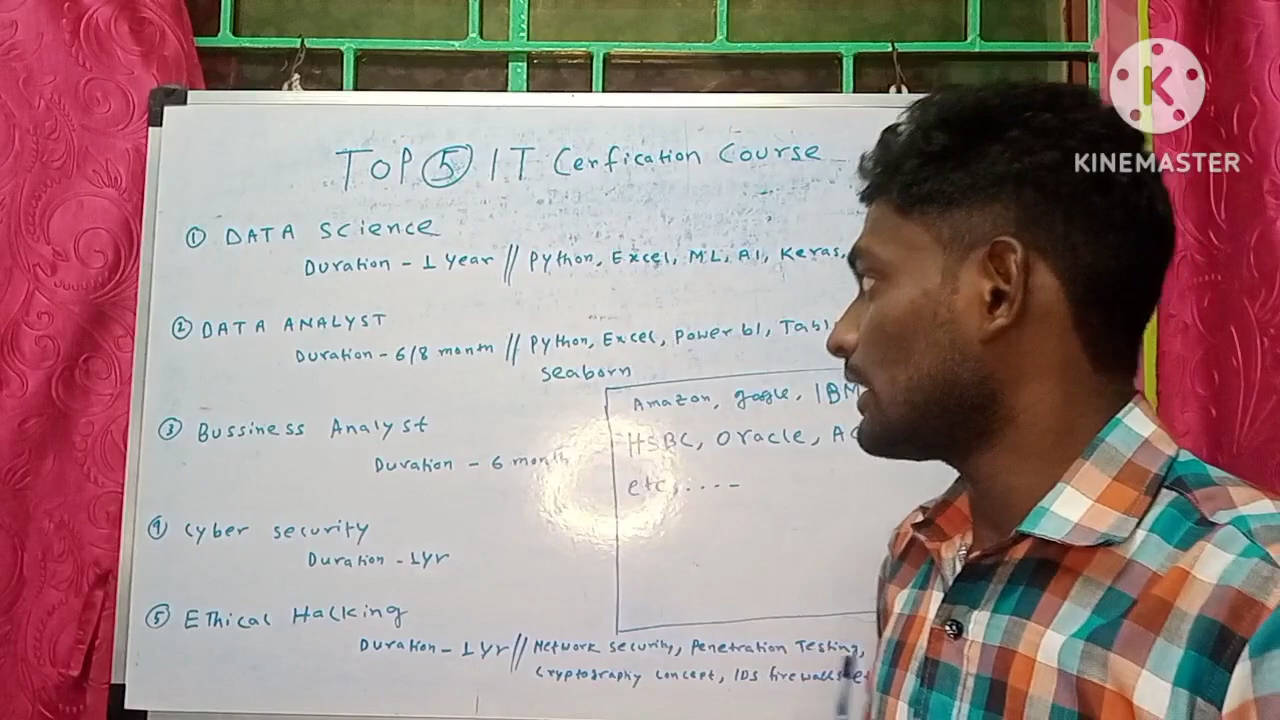 TOP 5 IT Cerfication Course
① DATA Science
Duration - 1 Year // Python, Excel, ML, AI, Keras,
② DATA ANALYST
Duration - 6/8 month // Python, Excel, Power bi,
seaborn
Amazon, google, IBM
③ Bussiness Analyst
HSBC, Oracle,
Duration - 6 month
etc, ....-
④ Cyber security
Duration - 1yr
⑤ Ethical Hacking
Duration - 1 yr // Network security, Penetration Testing,
Cryptography concept, IDS firewalls
K
KINEMASTER